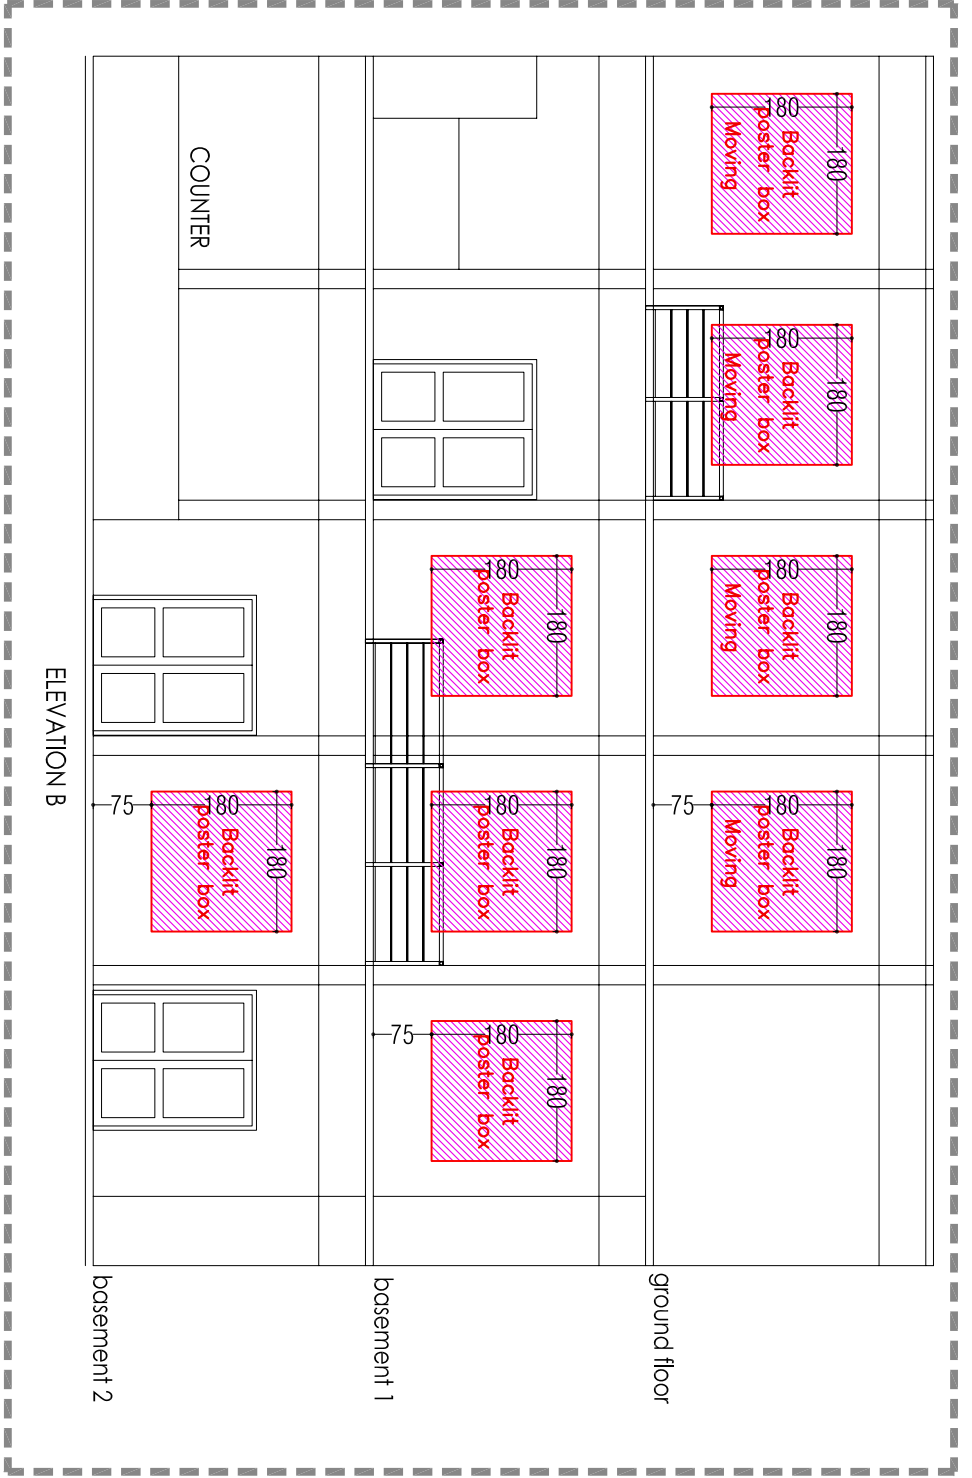 180
180
Backlit
poster box
Moving
180
180
Backlit
poster box
Moving
180
180
Backlit
poster box
Moving
180
180
Backlit
poster box
Moving
75
ground floor
180
180
Backlit
poster box
180
180
Backlit
poster box
180
180
Backlit
poster box
75
basement 1
COUNTER
180
180
Backlit
poster box
75
basement 2
ELEVATION B